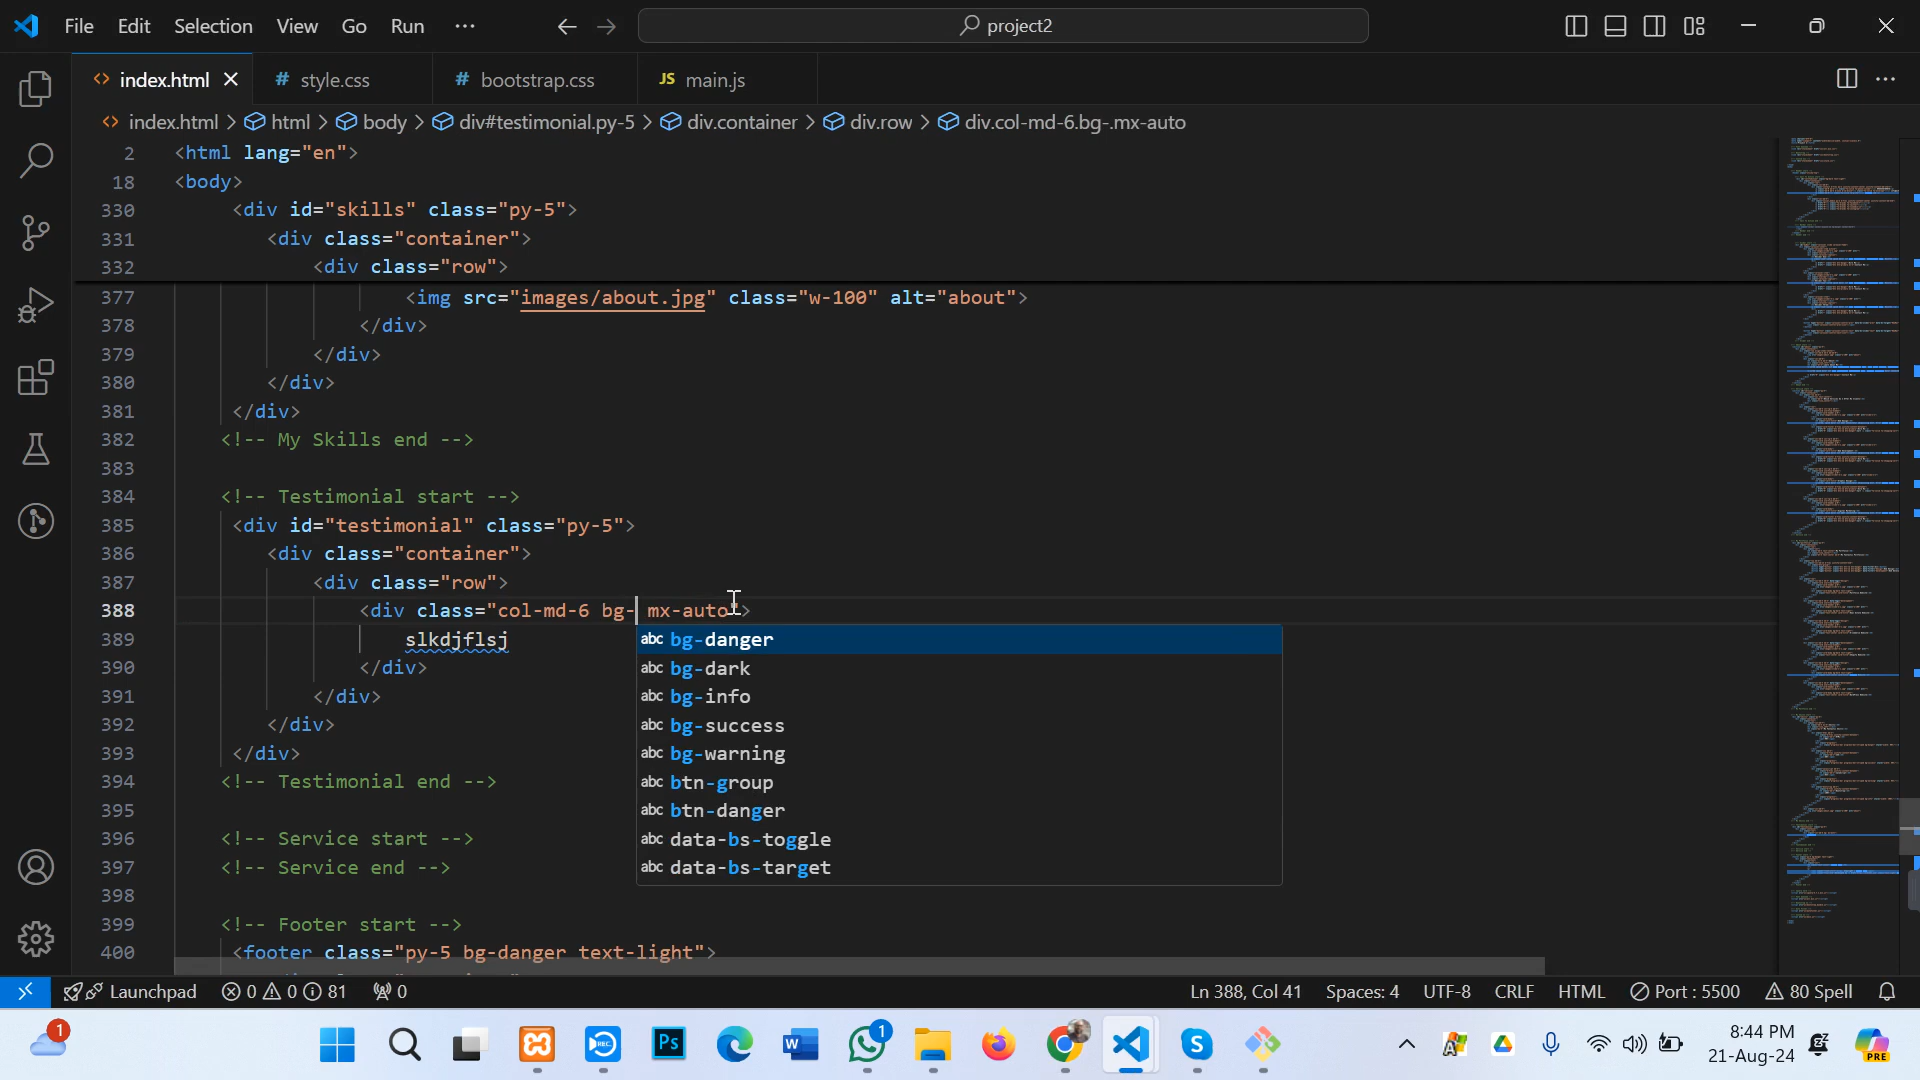 File Edit Selection View Go Run ··· project2
index.html style.css bootstrap.css JS main.js
index.html > html > body > div#testimonial.py-5 > div.container > div.row > div.col-md-6.bg-.mx-auto
2 <html lang="en">
18 <body>
330 <div id="skills" class="py-5">
331 <div class="container">
332 <div class="row">
377 <img src="images/about.jpg" class="w-100" alt="about">
378 </div>
379 </div>
380 </div>
381 </div>
382 <!-- My Skills end -->
383
384 <!-- Testimonial start -->
385 <div id="testimonial" class="py-5">
386 <div class="container">
387 <div class="row">
388 <div class="col-md-6 bg- mx-auto">
389 slkdjflsj
abc bg-danger
390 </div>
abc bg-dark
391 </div>
abc bg-info
392 </div>
abc bg-success
393 </div>
abc bg-warning
394 <!-- Testimonial end -->
abc btn-group
395
abc btn-danger
396 <!-- Service start -->
abc data-bs-toggle
397 <!-- Service end -->
abc data-bs-target
398
399 <!-- Footer start -->
400 <footer class="py-5 bg-danger text-light">
Launchpad 0 0 81 0 Ln 388, Col 41 Spaces: 4 UTF-8 CRLF HTML Port : 5500 80 Spell
1 REC Ps W 1 S 8:44 PM
21-Aug-24 PRE